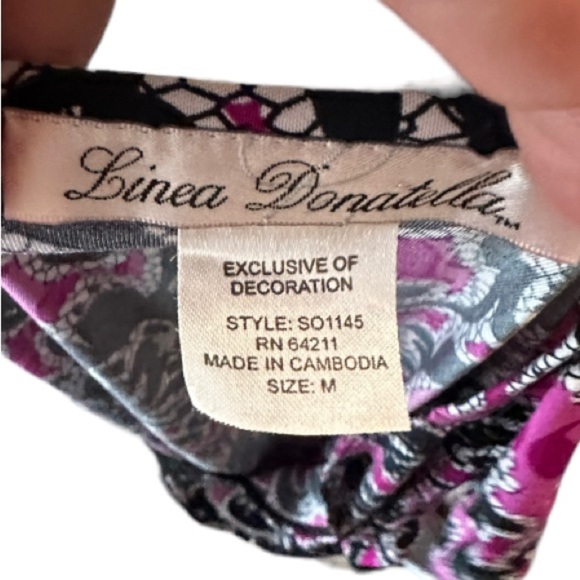 Linea Donatella™
EXCLUSIVE OF
DECORATION
STYLE: SO1145
RN 64211
MADE IN CAMBODIA
SIZE: M